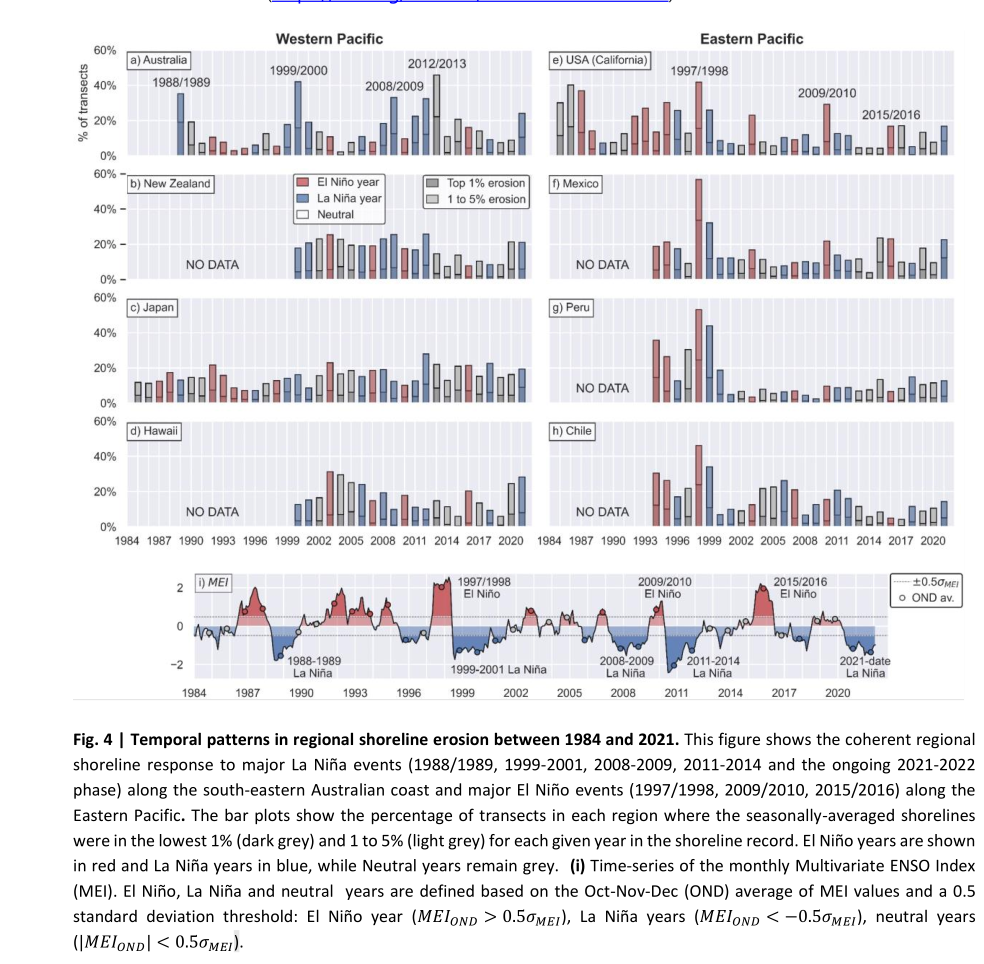 Western Pacific
Eastern Pacific
% of transects
60%
40%
20%
0%
a) Australia
1988/1989
1999/2000
2008/2009
2012/2013
e) USA (California)
1997/1998
2009/2010
2015/2016
60%
40%
20%
0%
b) New Zealand
El Niño year
La Niña year
Neutral
Top 1% erosion
1 to 5% erosion
NO DATA
f) Mexico
NO DATA
60%
40%
20%
0%
c) Japan
g) Peru
NO DATA
60%
40%
20%
0%
d) Hawaii
NO DATA
h) Chile
NO DATA
1984 1987 1990 1993 1996 1999 2002 2005 2008 2011 2014 2017 2020
1984 1987 1990 1993 1996 1999 2002 2005 2008 2011 2014 2017 2020
i) MEI
2
0
−2
1997/1998
El Niño
2009/2010
El Niño
2015/2016
El Niño
±0.5σMEI
OND av.
1988-1989
La Niña
1999-2001 La Niña
2008-2009
La Niña
2011-2014
La Niña
2021-date
La Niña
1984 1987 1990 1993 1996 1999 2002 2005 2008 2011 2014 2017 2020
Fig. 4 | Temporal patterns in regional shoreline erosion between 1984 and 2021. This figure shows the coherent regional
shoreline response to major La Niña events (1988/1989, 1999-2001, 2008-2009, 2011-2014 and the ongoing 2021-2022
phase) along the south-eastern Australian coast and major El Niño events (1997/1998, 2009/2010, 2015/2016) along the
Eastern Pacific. The bar plots show the percentage of transects in each region where the seasonally-averaged shorelines
were in the lowest 1% (dark grey) and 1 to 5% (light grey) for each given year in the shoreline record. El Niño years are shown
in red and La Niña years in blue, while Neutral years remain grey. (i) Time-series of the monthly Multivariate ENSO Index
(MEI). El Niño, La Niña and neutral years are defined based on the Oct-Nov-Dec (OND) average of MEI values and a 0.5
standard deviation threshold: El Niño year (MEIOND > 0.5σMEI), La Niña years (MEIOND < −0.5σMEI), neutral years
(|MEIOND| < 0.5σMEI).